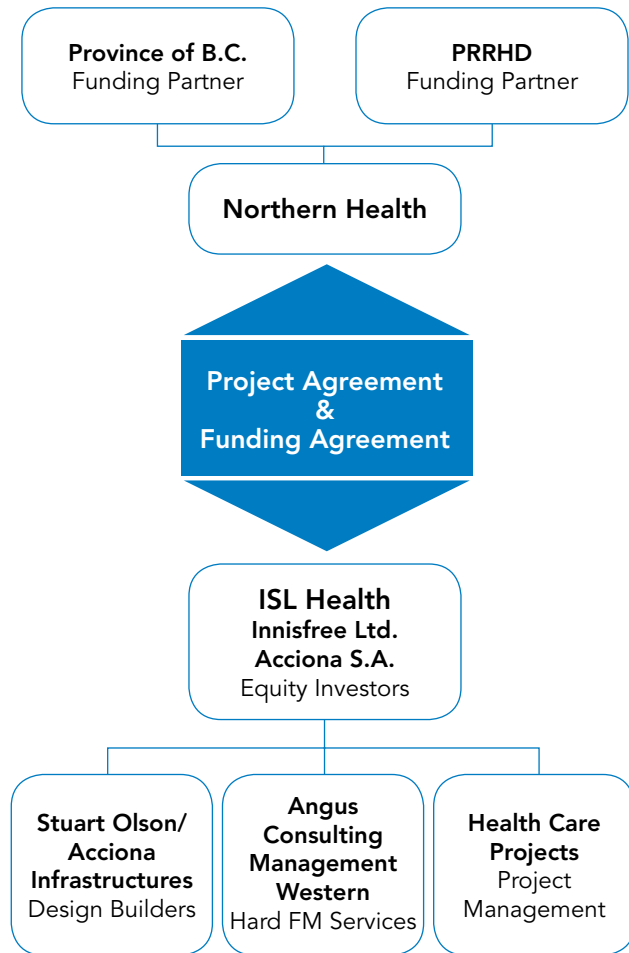 Province of B.C.
Funding Partner
PRRHD
Funding Partner
Northern Health
Project Agreement
&
Funding Agreement
ISL Health
Innisfree Ltd.
Acciona S.A.
Equity Investors
Stuart Olson/
Acciona
Infrastructures
Design Builders
Angus
Consulting
Management
Western
Hard FM Services
Health Care
Projects
Project
Management